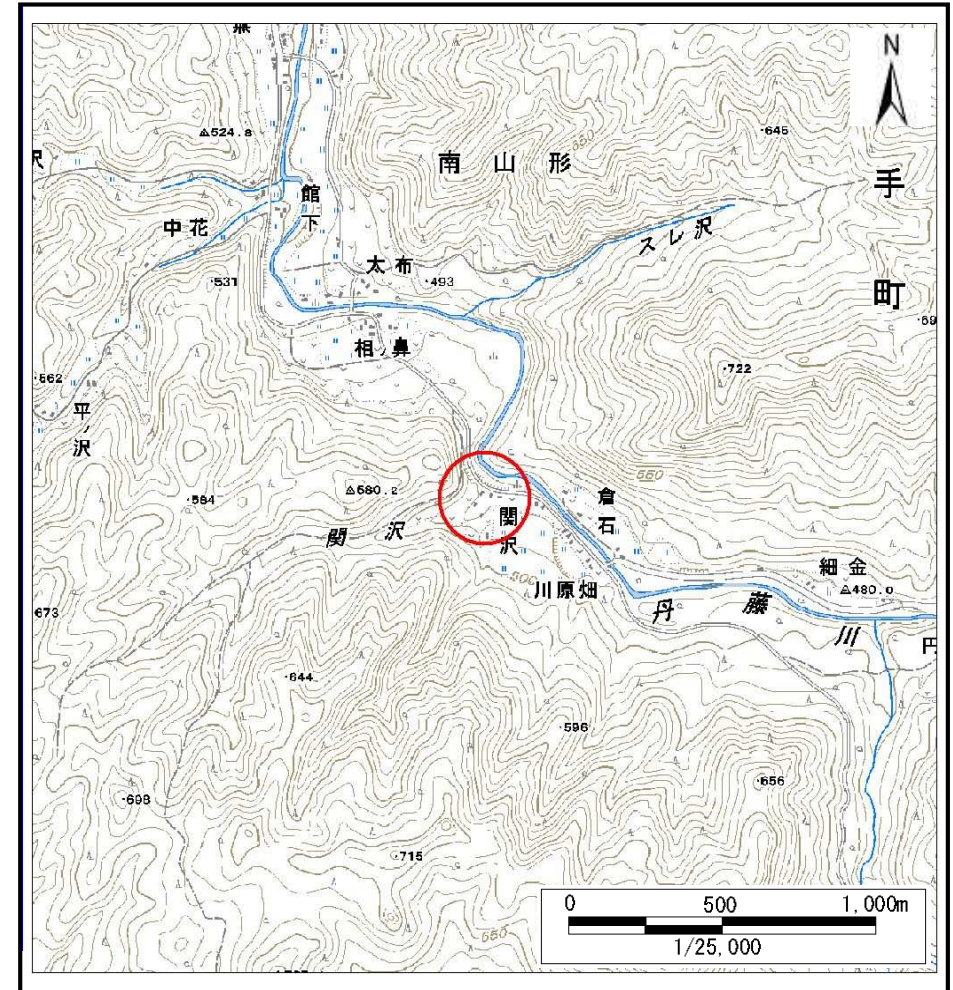 N
△524.8
650
・645
南山形
手
町
沢
館下
中花
スレ沢
太布
・531
・493
相ノ鼻
・722
・562
平ノ沢
550
・584
△580.2
倉石
関沢
関沢
500
細金
△480.0
川原畑
・673
丹藤川
円
・644
・596
・656
・698
・715
650
0 500 1,000m
1/25,000